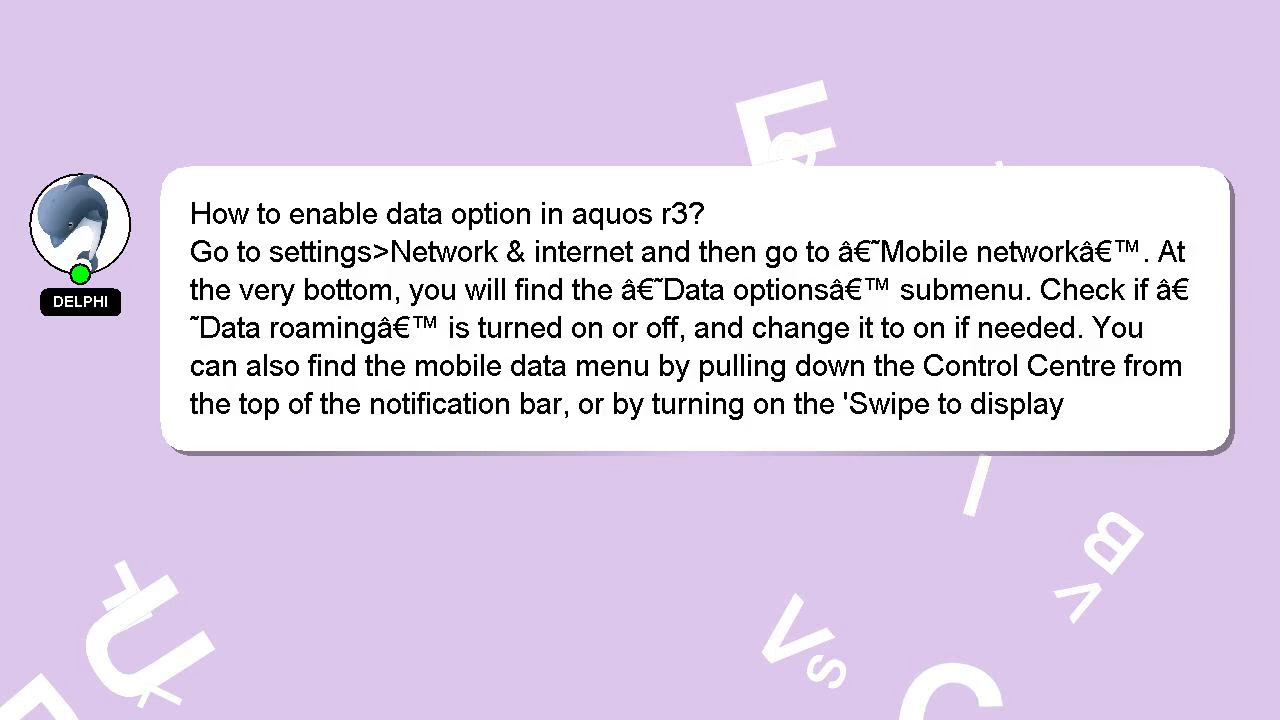 How to enable data option in aquos r3?
Go to settings>Network & internet and then go to â€˜Mobile networkâ€™. At
the very bottom, you will find the â€˜Data optionsâ€™ submenu. Check if â€
˜Data roamingâ€™ is turned on or off, and change it to on if needed. You
can also find the mobile data menu by pulling down the Control Centre from
the top of the notification bar, or by turning on the 'Swipe to display
DELPHI